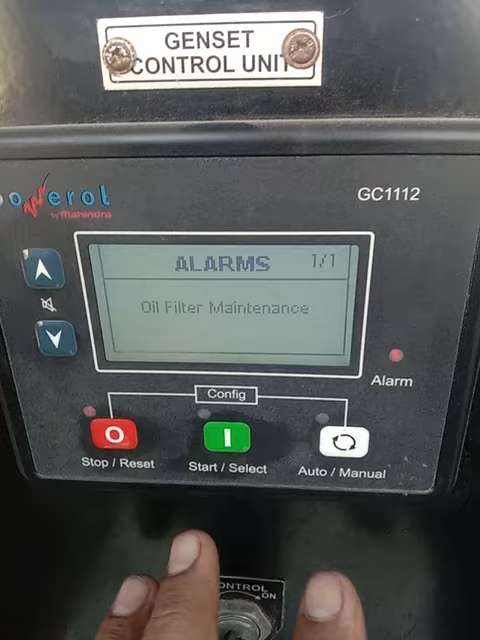 GENSET
CONTROL UNIT
powerol
by Mahindra
GC1112
ALARMS 1/1
Oil Filter Maintenance
Alarm
Config
Stop / Reset
Start / Select
Auto / Manual
CONTROL
ON